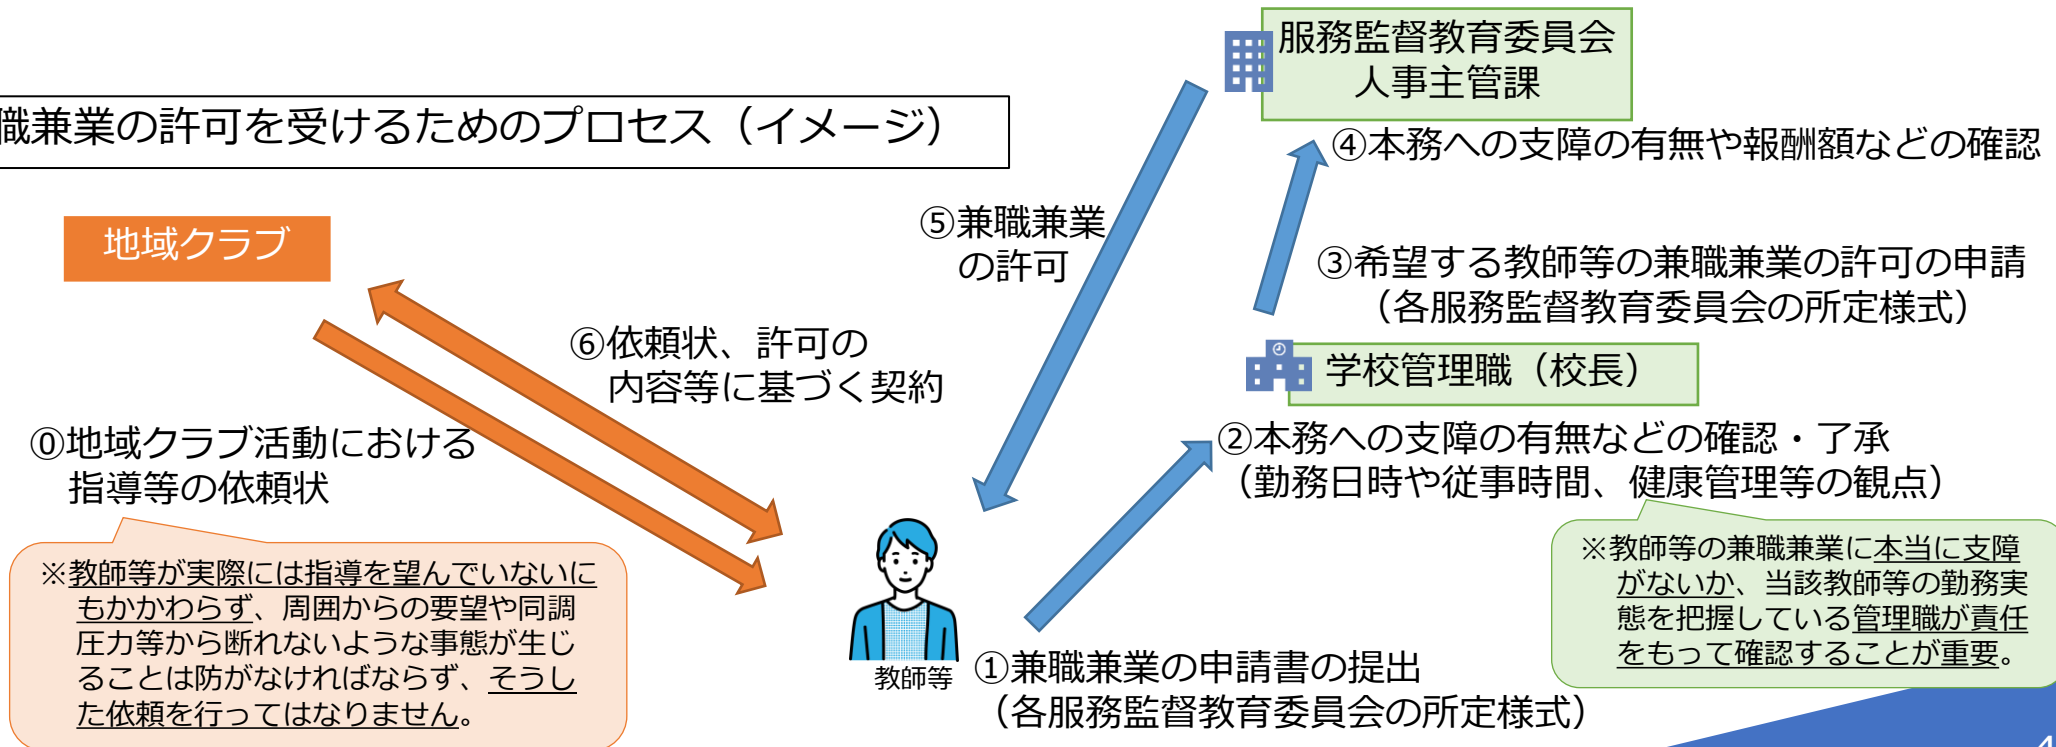 服務監督教育委員会
人事主管課
職兼業の許可を受けるためのプロセス（イメージ）
④本務への支障の有無や報酬額などの確認
地域クラブ
⑤兼職兼業
の許可
③希望する教師等の兼職兼業の許可の申請
（各服務監督教育委員会の所定様式）
⑥依頼状、許可の
内容等に基づく契約
学校管理職（校長）
⓪地域クラブ活動における
指導等の依頼状
②本務への支障の有無などの確認・了承
（勤務日時や従事時間、健康管理等の観点）
※教師等が実際には指導を望んでいないに
もかかわらず、周囲からの要望や同調
圧力等から断れないような事態が生じ
ることは防がなければならず、そうし
た依頼を行ってはなりません。
※教師等の兼職兼業に本当に支障
がないか、当該教師等の勤務実
態を把握している管理職が責任
をもって確認することが重要。
教師等
①兼職兼業の申請書の提出
（各服務監督教育委員会の所定様式）